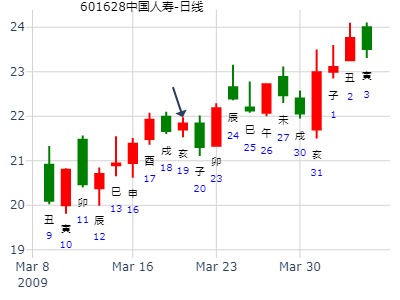 601628中国人寿-日线
24
23
22
21
20
19
丑
9
寅
10
卯
11
辰
12
巳
13
申
16
酉
17
戌
18
亥
19
子
20
卯
23
辰
24
巳
25
午
26
未
27
戌
30
亥
31
子
1
丑
2
寅
3
Mar 8
2009
Mar 16
Mar 23
Mar 30